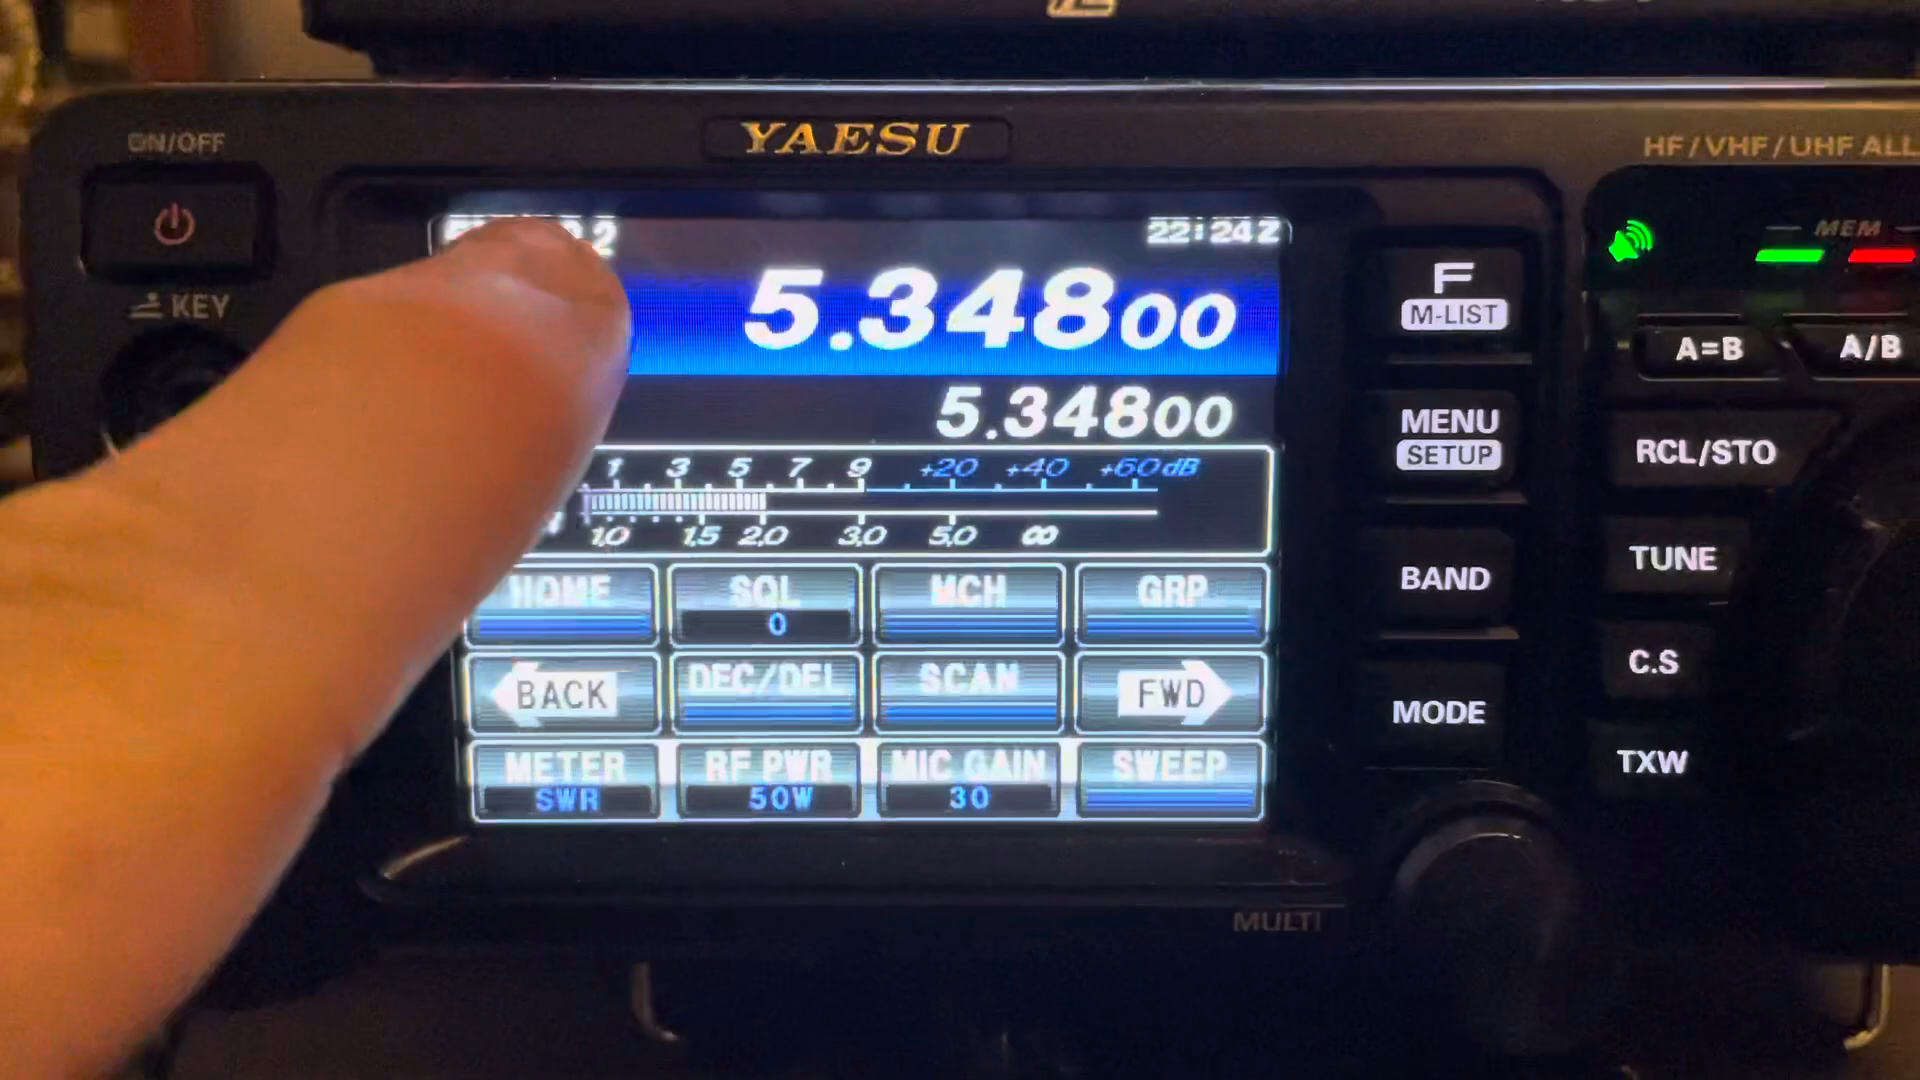 YAESU
ON/OFF
HF/VHF/UHF ALL
22:24Z
KEY
5.34800
5.34800
1 3 5 7 9 +20 +40 +60dB
1.0 1.5 2.0 3.0 5.0 ∞
HOME SQL MCH GRP
0
BACK DEC/DEL SCAN FWD
METER RF PWR MIC GAIN SWEEP
SWR 50W 30
F
M-LIST
MENU
SETUP
BAND
MODE
MULTI
MEM
A=B A/B
RCL/STO
TUNE
C.S
TXW